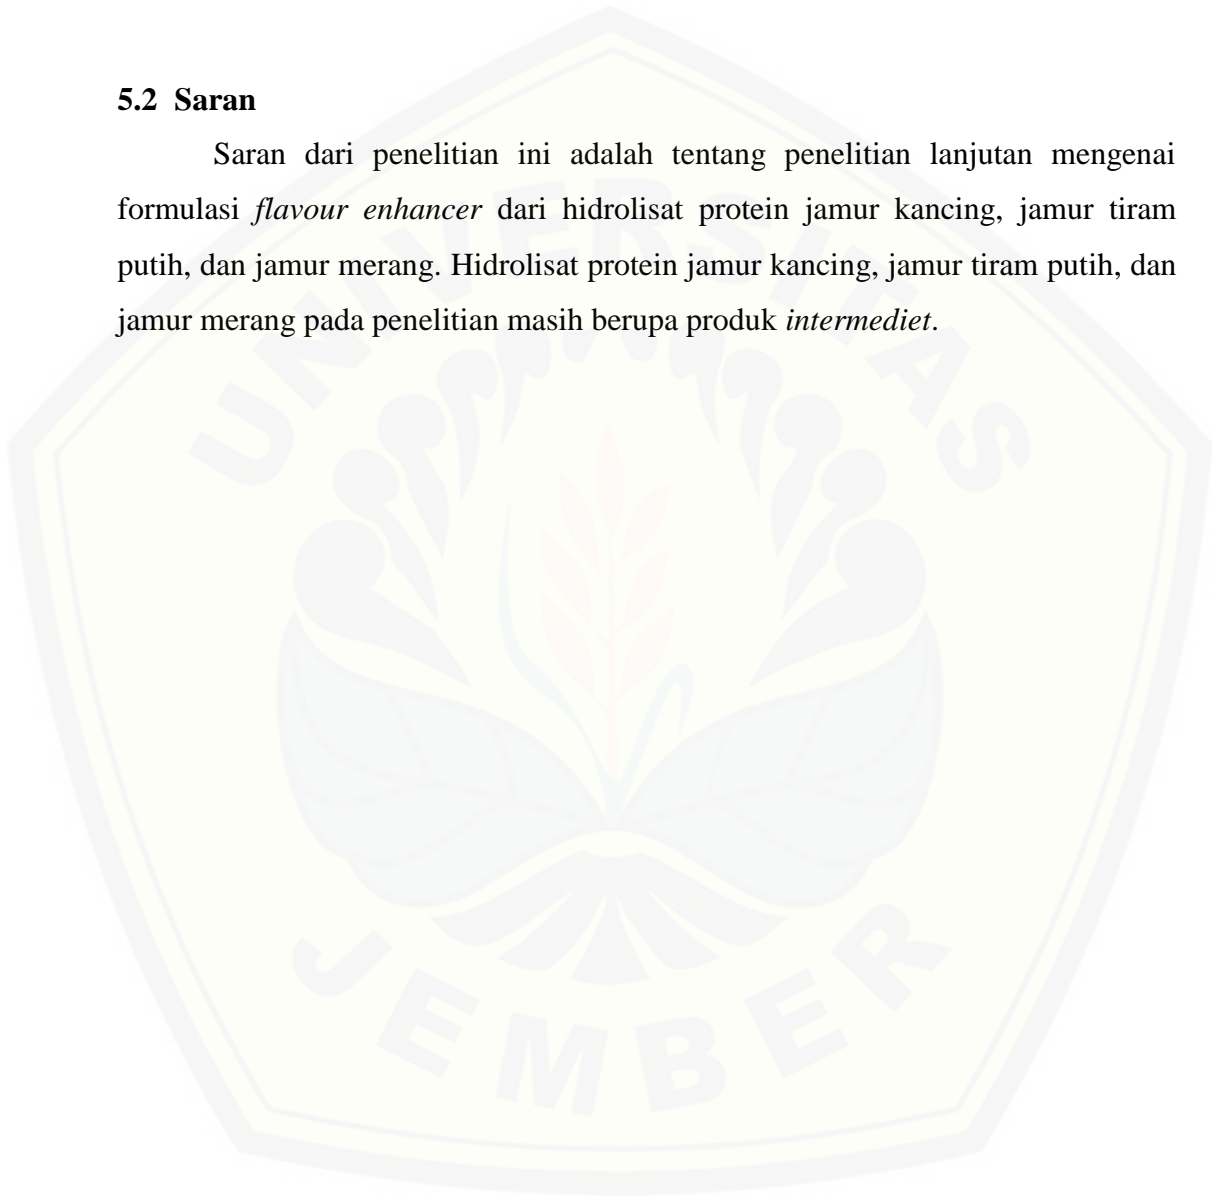 5.2 Saran
Saran dari penelitian ini adalah tentang penelitian lanjutan mengenai
formulasi flavour enhancer dari hidrolisat protein jamur kancing, jamur tiram
putih, dan jamur merang. Hidrolisat protein jamur kancing, jamur tiram putih, dan
jamur merang pada penelitian masih berupa produk intermediet.
UNIVERSITAS
JEMBER